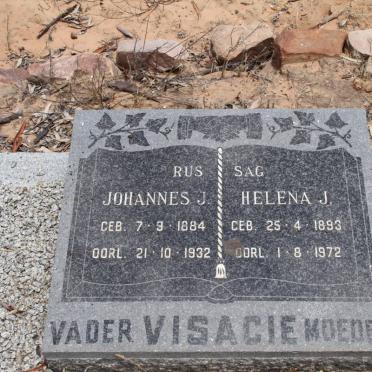 RUS SAG
JOHANNES J. HELENA J.
GEB. 7·9·1884 GEB. 25·4·1893
OORL. 21·10·1932 OORL. 1·8·1972
VADER VISAGIE MOEDE